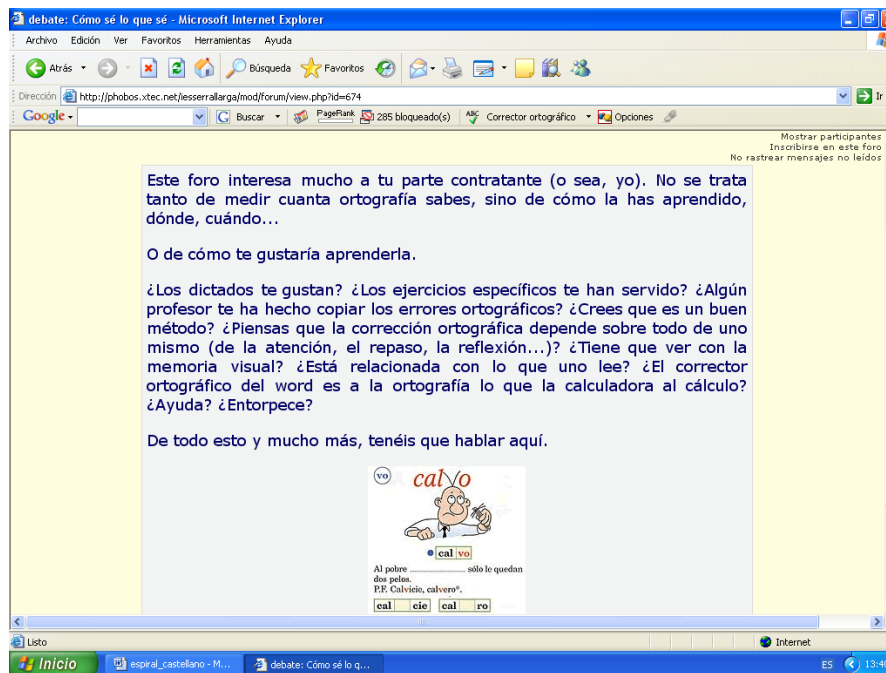 debate: Cómo sé lo que sé - Microsoft Internet Explorer
Archivo Edición Ver Favoritos Herramientas Ayuda
Atrás Búsqueda Favoritos
Dirección http://phobos.xtec.net/iesserrallarga/mod/forum/view.php?id=674 Ir
Google Buscar PageRank 285 bloqueado(s) ABC Corrector ortográfico Opciones
Mostrar participantes
Inscribirse en este foro
No rastrear mensajes no leídos
Este foro interesa mucho a tu parte contratante (o sea, yo). No se trata
tanto de medir cuanta ortografía sabes, sino de cómo la has aprendido,
dónde, cuándo...
O de cómo te gustaría aprenderla.
¿Los dictados te gustan? ¿Los ejercicios específicos te han servido? ¿Algún
profesor te ha hecho copiar los errores ortográficos? ¿Crees que es un buen
método? ¿Piensas que la corrección ortográfica depende sobre todo de uno
mismo (de la atención, el repaso, la reflexión...)? ¿Tiene que ver con la
memoria visual? ¿Está relacionada con lo que uno lee? ¿El corrector
ortográfico del word es a la ortografía lo que la calculadora al cálculo?
¿Ayuda? ¿Entorpece?
De todo esto y mucho más, tenéis que hablar aquí.
vo calvo
cal vo
Al pobre .................... sólo le quedan
dos pelos.
P.F. Calvicie, calvero*.
cal cie cal ro
Listo Internet
Inicio espiral_castellano - M... debate: Cómo sé lo q... ES 13:40